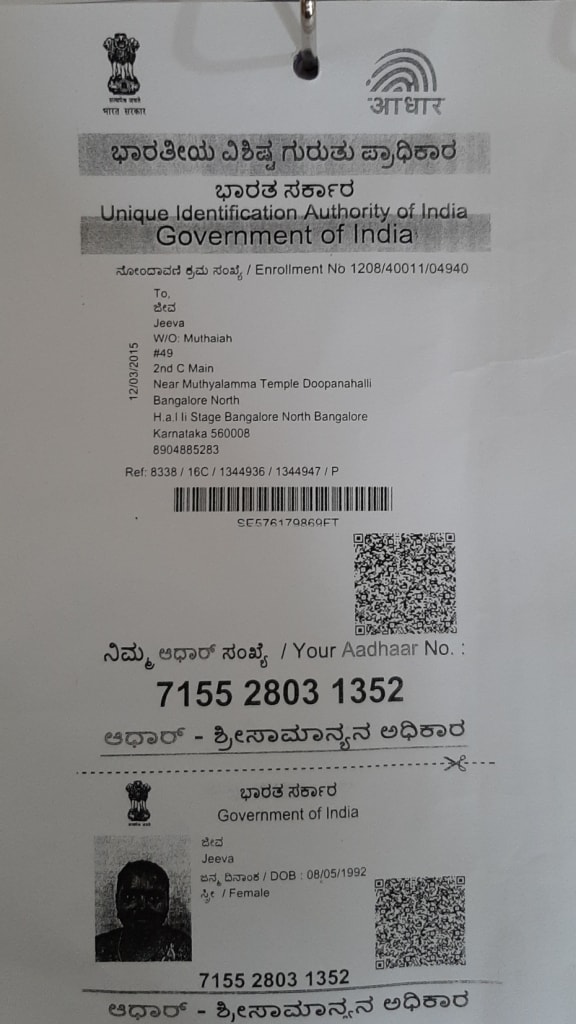 भारत सरकार
आधार
ಭಾರತೀಯ ವಿಶಿಷ್ಟ ಗುರುತು ಪ್ರಾಧಿಕಾರ
ಭಾರತ ಸರ್ಕಾರ
Unique Identification Authority of India
Government of India
ನೋಂದಾವಣಿ ಕ್ರಮ ಸಂಖ್ಯೆ / Enrollment No 1208/40011/04940
To,
ಜೀವ
Jeeva
W/O: Muthaiah
#49
2nd C Main
Near Muthyalamma Temple Doopanahalli
Bangalore North
H.a.l Ii Stage Bangalore North Bangalore
Karnataka 560008
8904885283
12/03/2015
Ref: 8338 / 16C / 1344936 / 1344947 / P
SE576179869FT
ನಿಮ್ಮ ಆಧಾರ್ ಸಂಖ್ಯೆ / Your Aadhaar No. :
7155 2803 1352
ಆಧಾರ್ - ಶ್ರೀಸಾಮಾನ್ಯನ ಅಧಿಕಾರ
ಭಾರತ ಸರ್ಕಾರ
Government of India
ಜೀವ
Jeeva
ಜನ್ಮ ದಿನಾಂಕ / DOB : 08/05/1992
ಸ್ತ್ರೀ / Female
7155 2803 1352
ಆಧಾರ್ - ಶ್ರೀಸಾಮಾನ್ಯನ ಅಧಿಕಾರ